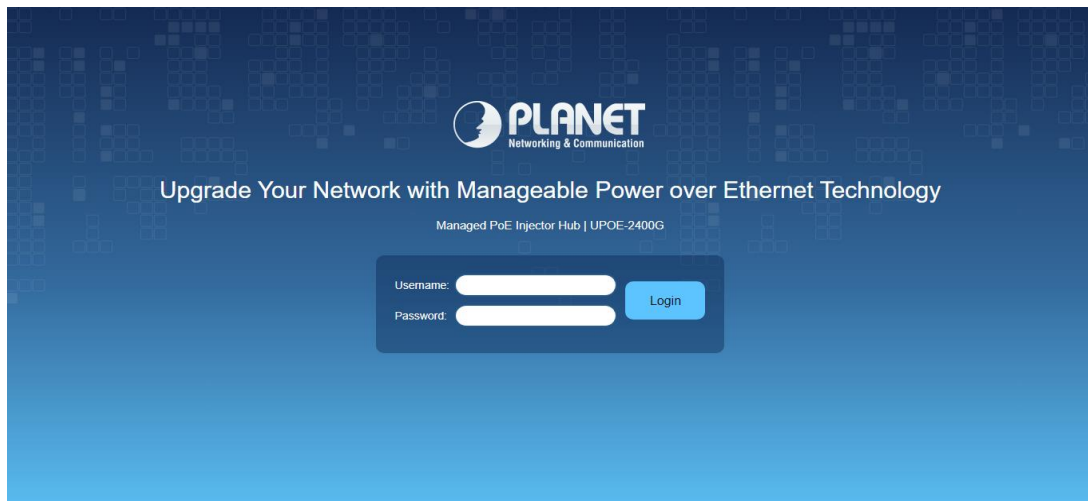 PLANET
Networking & Communication
Upgrade Your Network with Manageable Power over Ethernet Technology
Managed PoE Injector Hub | UPOE-2400G
Username:
Login
Password: